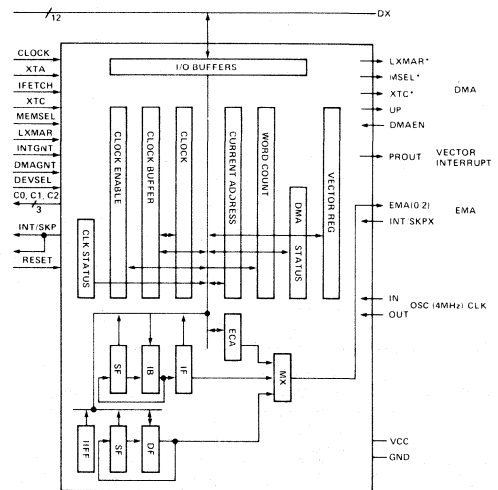 12
DX
CLOCK
XTA
IFETCH
XTC
MEMSEL
LXMAR
INTGNT
DMAGNT
DEVSEL
C0, C1, C2
3
INT/SKP
RESET
I/O BUFFERS
CLK STATUS
CLOCK ENABLE
CLOCK BUFFER
CLOCK
CURRENT ADDRESS
WORD COUNT
DMA STATUS
VECTOR REG
SF
IB
IF
ECA
MX
IIFF
SF
DF
LXMAR*
MSEL*
XTC*
UP
DMAEN
DMA
PROUT
VECTOR
INTERRUPT
EMA(0 2)
INT SKPX
EMA
IN
OUT
OSC (4MHz) CLK
VCC
GND